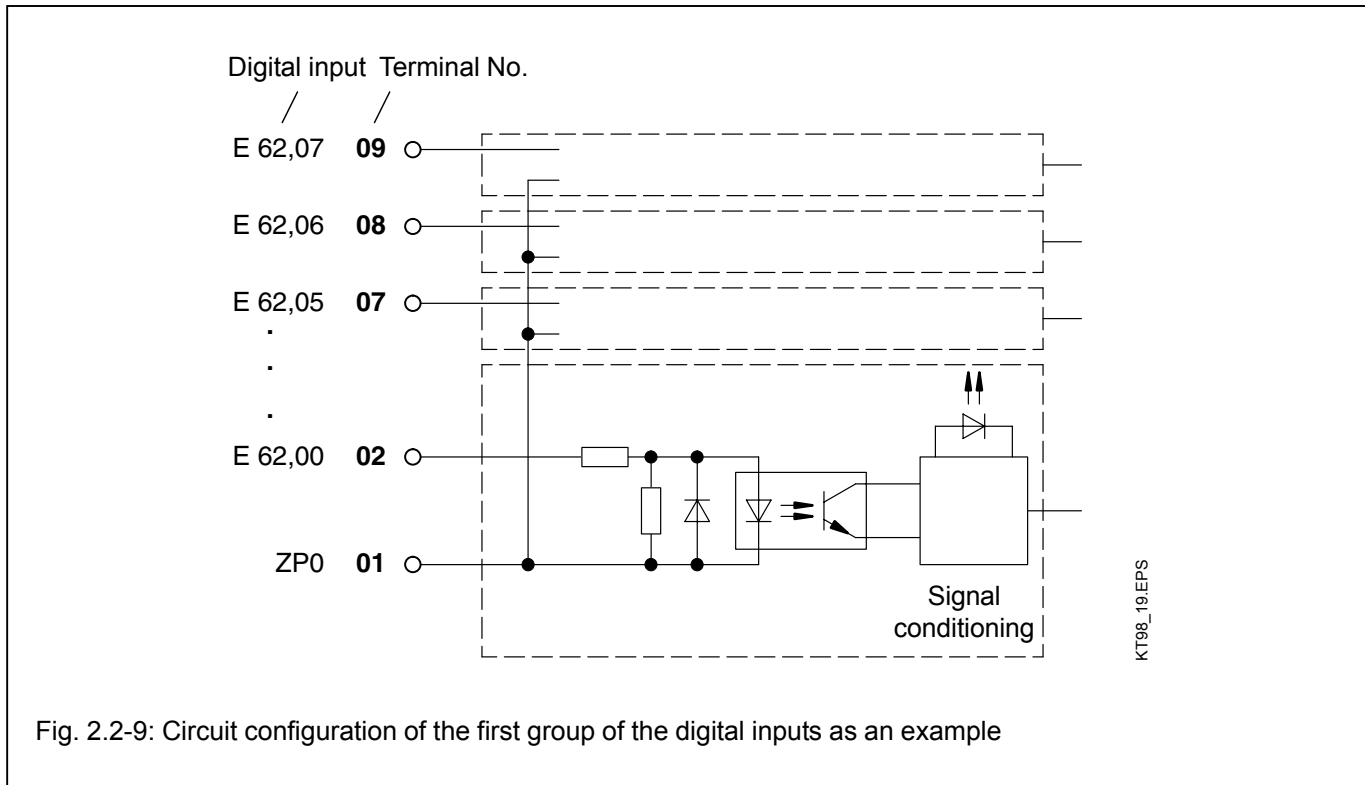 Digital input Terminal No.
E 62,07 09
E 62,06 08
E 62,05 07
.
.
.
E 62,00 02
ZP0 01
Signal
conditioning
KT98_19.EPS
Fig. 2.2-9: Circuit configuration of the first group of the digital inputs as an example